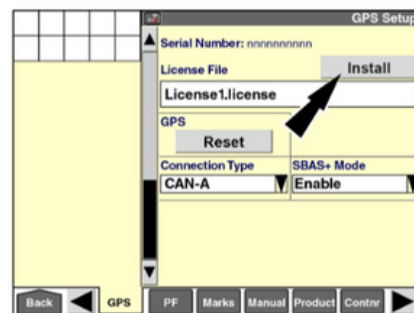 GPS Setup
Serial Number: nnnnnnnnnn
License File
Install
License1.license
GPS
Reset
Connection Type
SBAS+ Mode
CAN-A
Enable
Back
GPS
PF
Marks
Manual
Product
Contnr